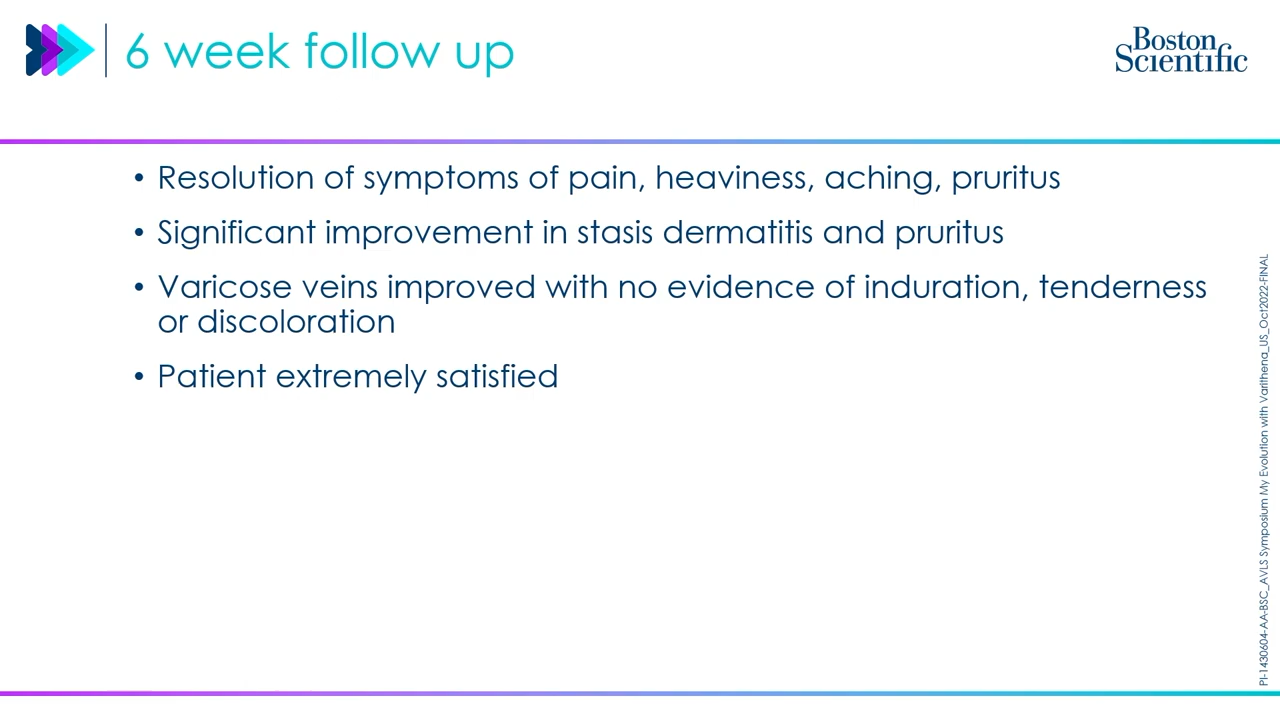 6 week follow up
Boston
Scientific
• Resolution of symptoms of pain, heaviness, aching, pruritus
• Significant improvement in stasis dermatitis and pruritus
• Varicose veins improved with no evidence of induration, tenderness
or discoloration
• Patient extremely satisfied
PI-1430604-AA-BSC_AVLS Symposium My Evolution with Varithena_US_Oct2022-FINAL